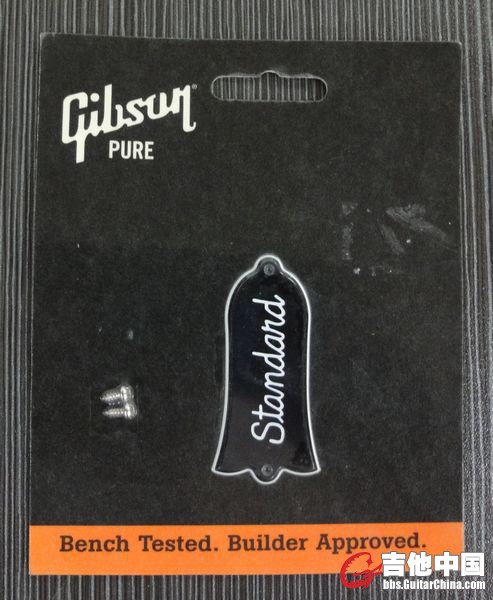 Gibson®
PURE
Standard
Bench Tested. Builder Approved.
吉他中国
bbs.GuitarChina.com